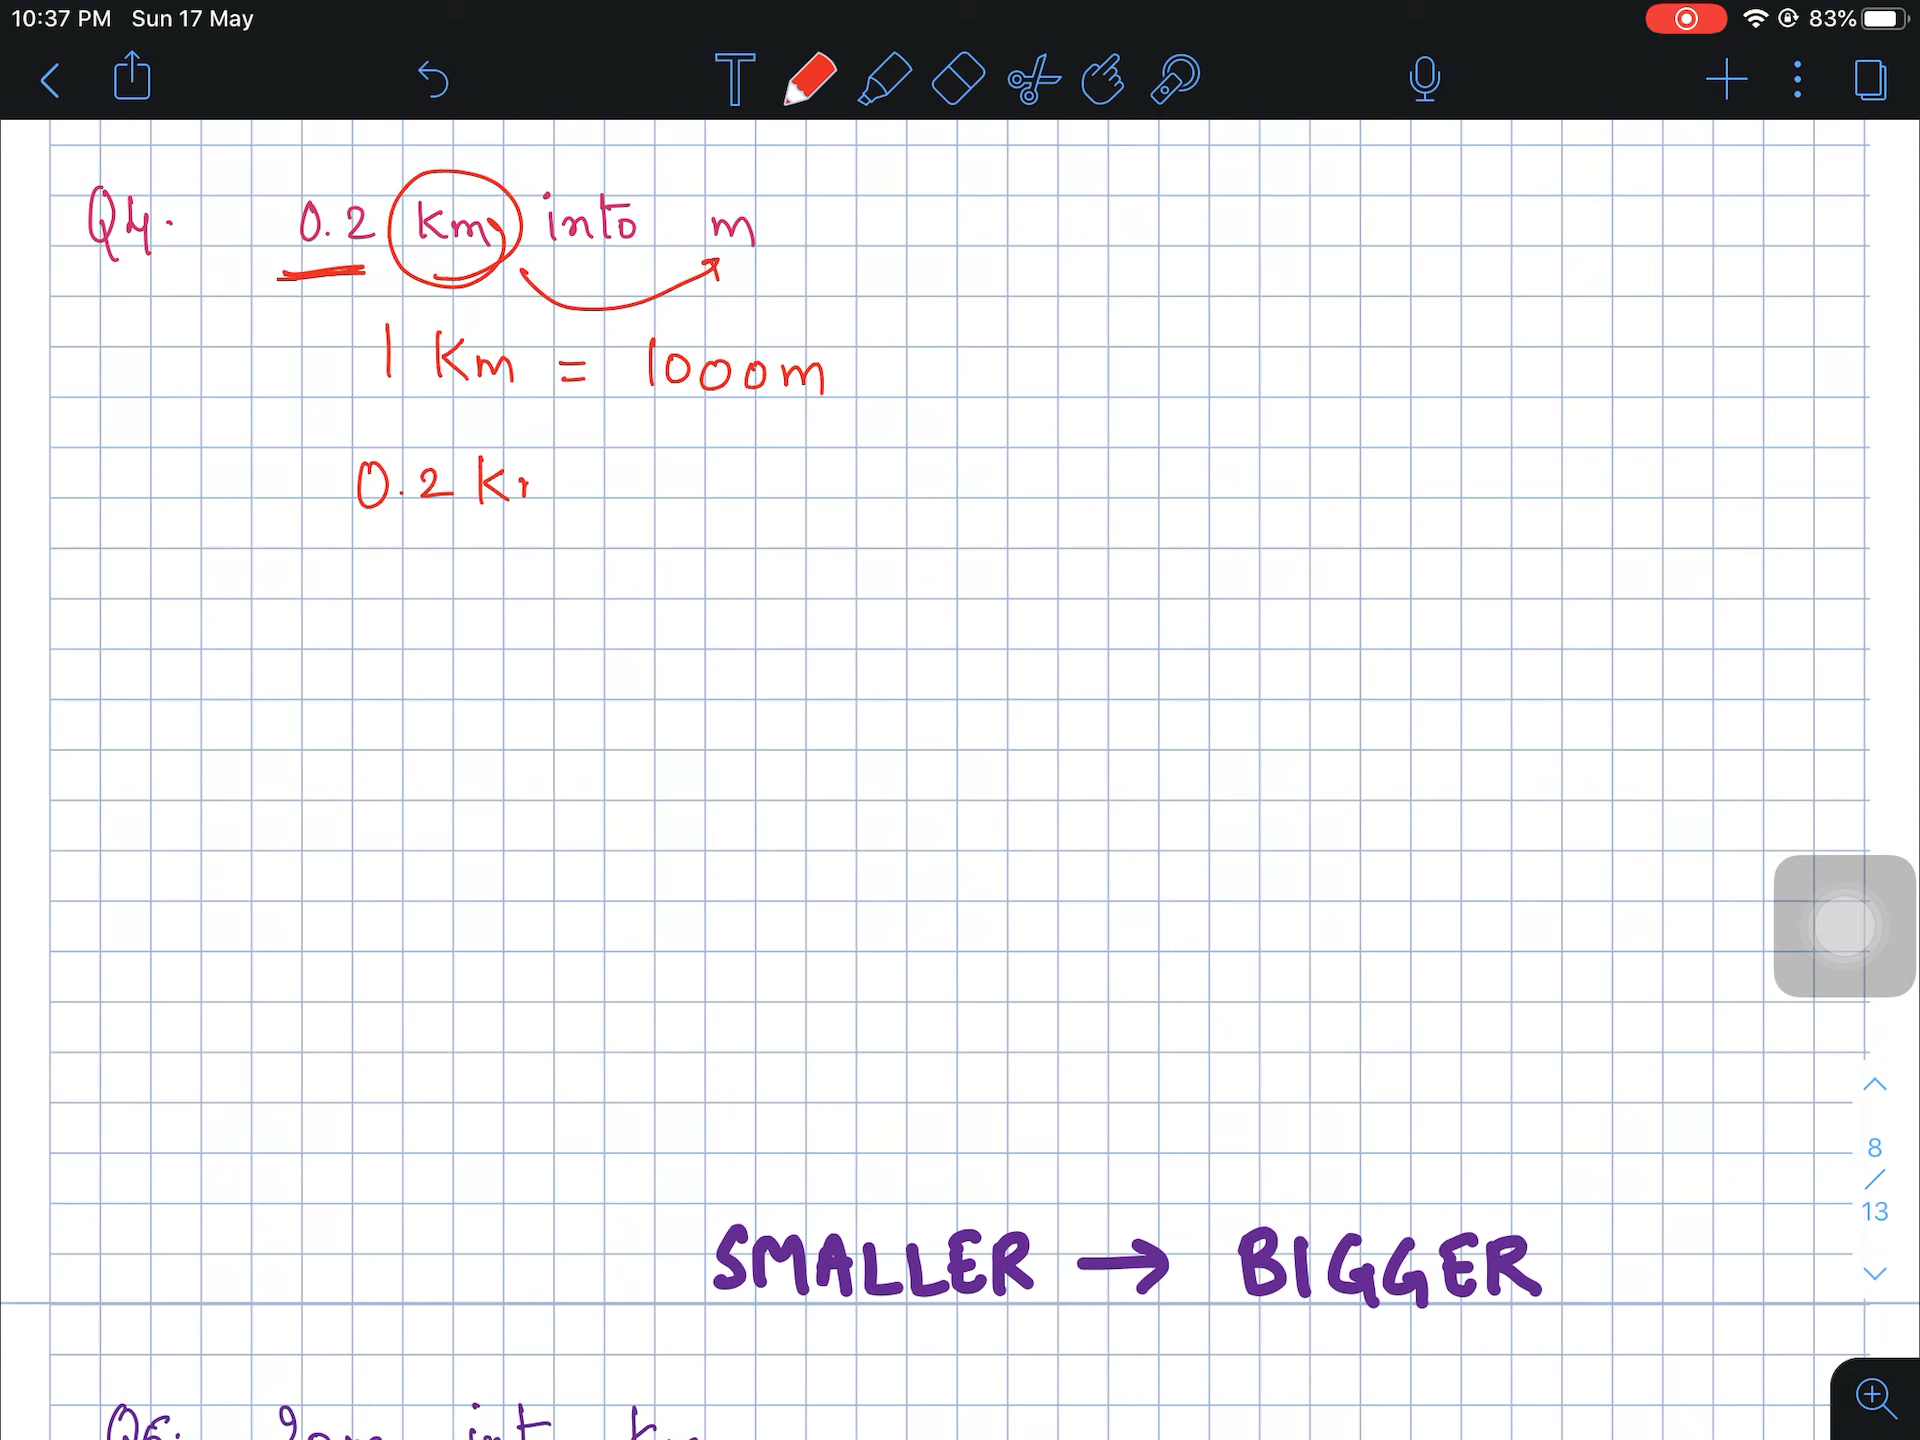 10:37 PM Sun 17 May 83%
Q4. 0.2 km into m
1 Km = 1000m
0.2 K
8
/
13
SMALLER → BIGGER